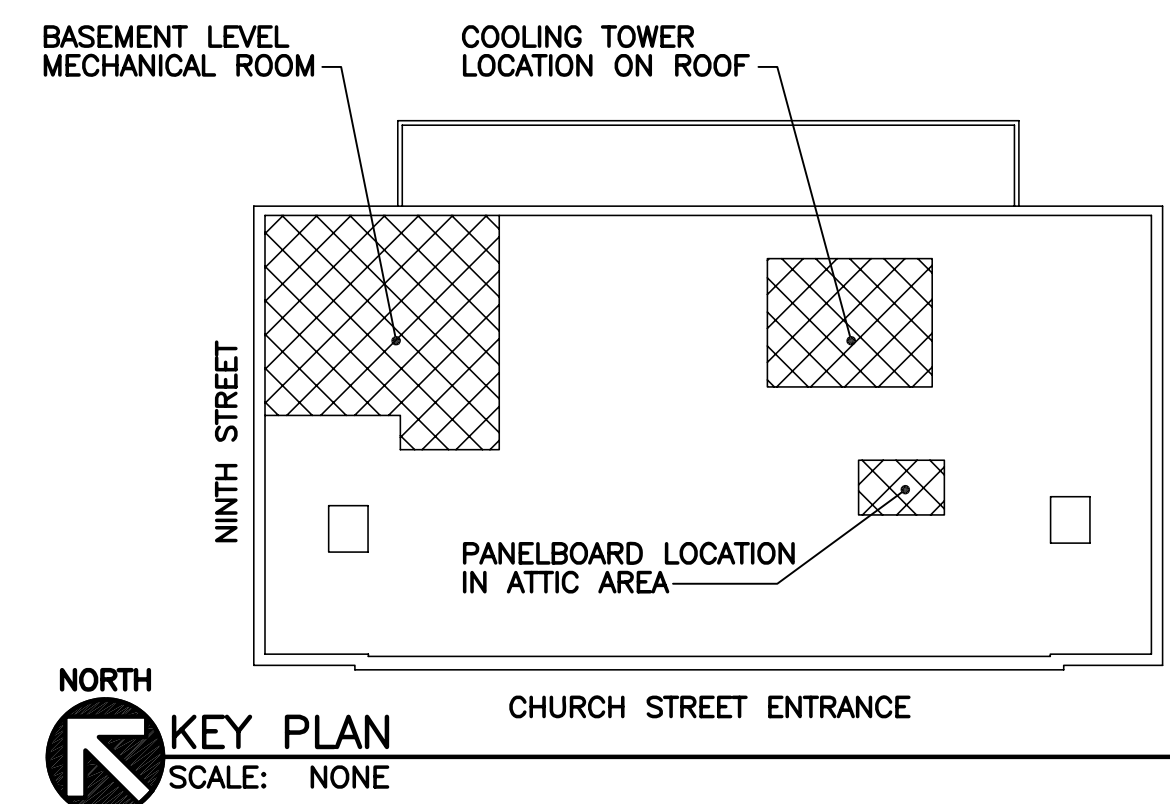 BASEMENT LEVEL
MECHANICAL ROOM
COOLING TOWER
LOCATION ON ROOF
NINTH STREET
PANELBOARD LOCATION
IN ATTIC AREA
CHURCH STREET ENTRANCE
NORTH
KEY PLAN
SCALE: NONE